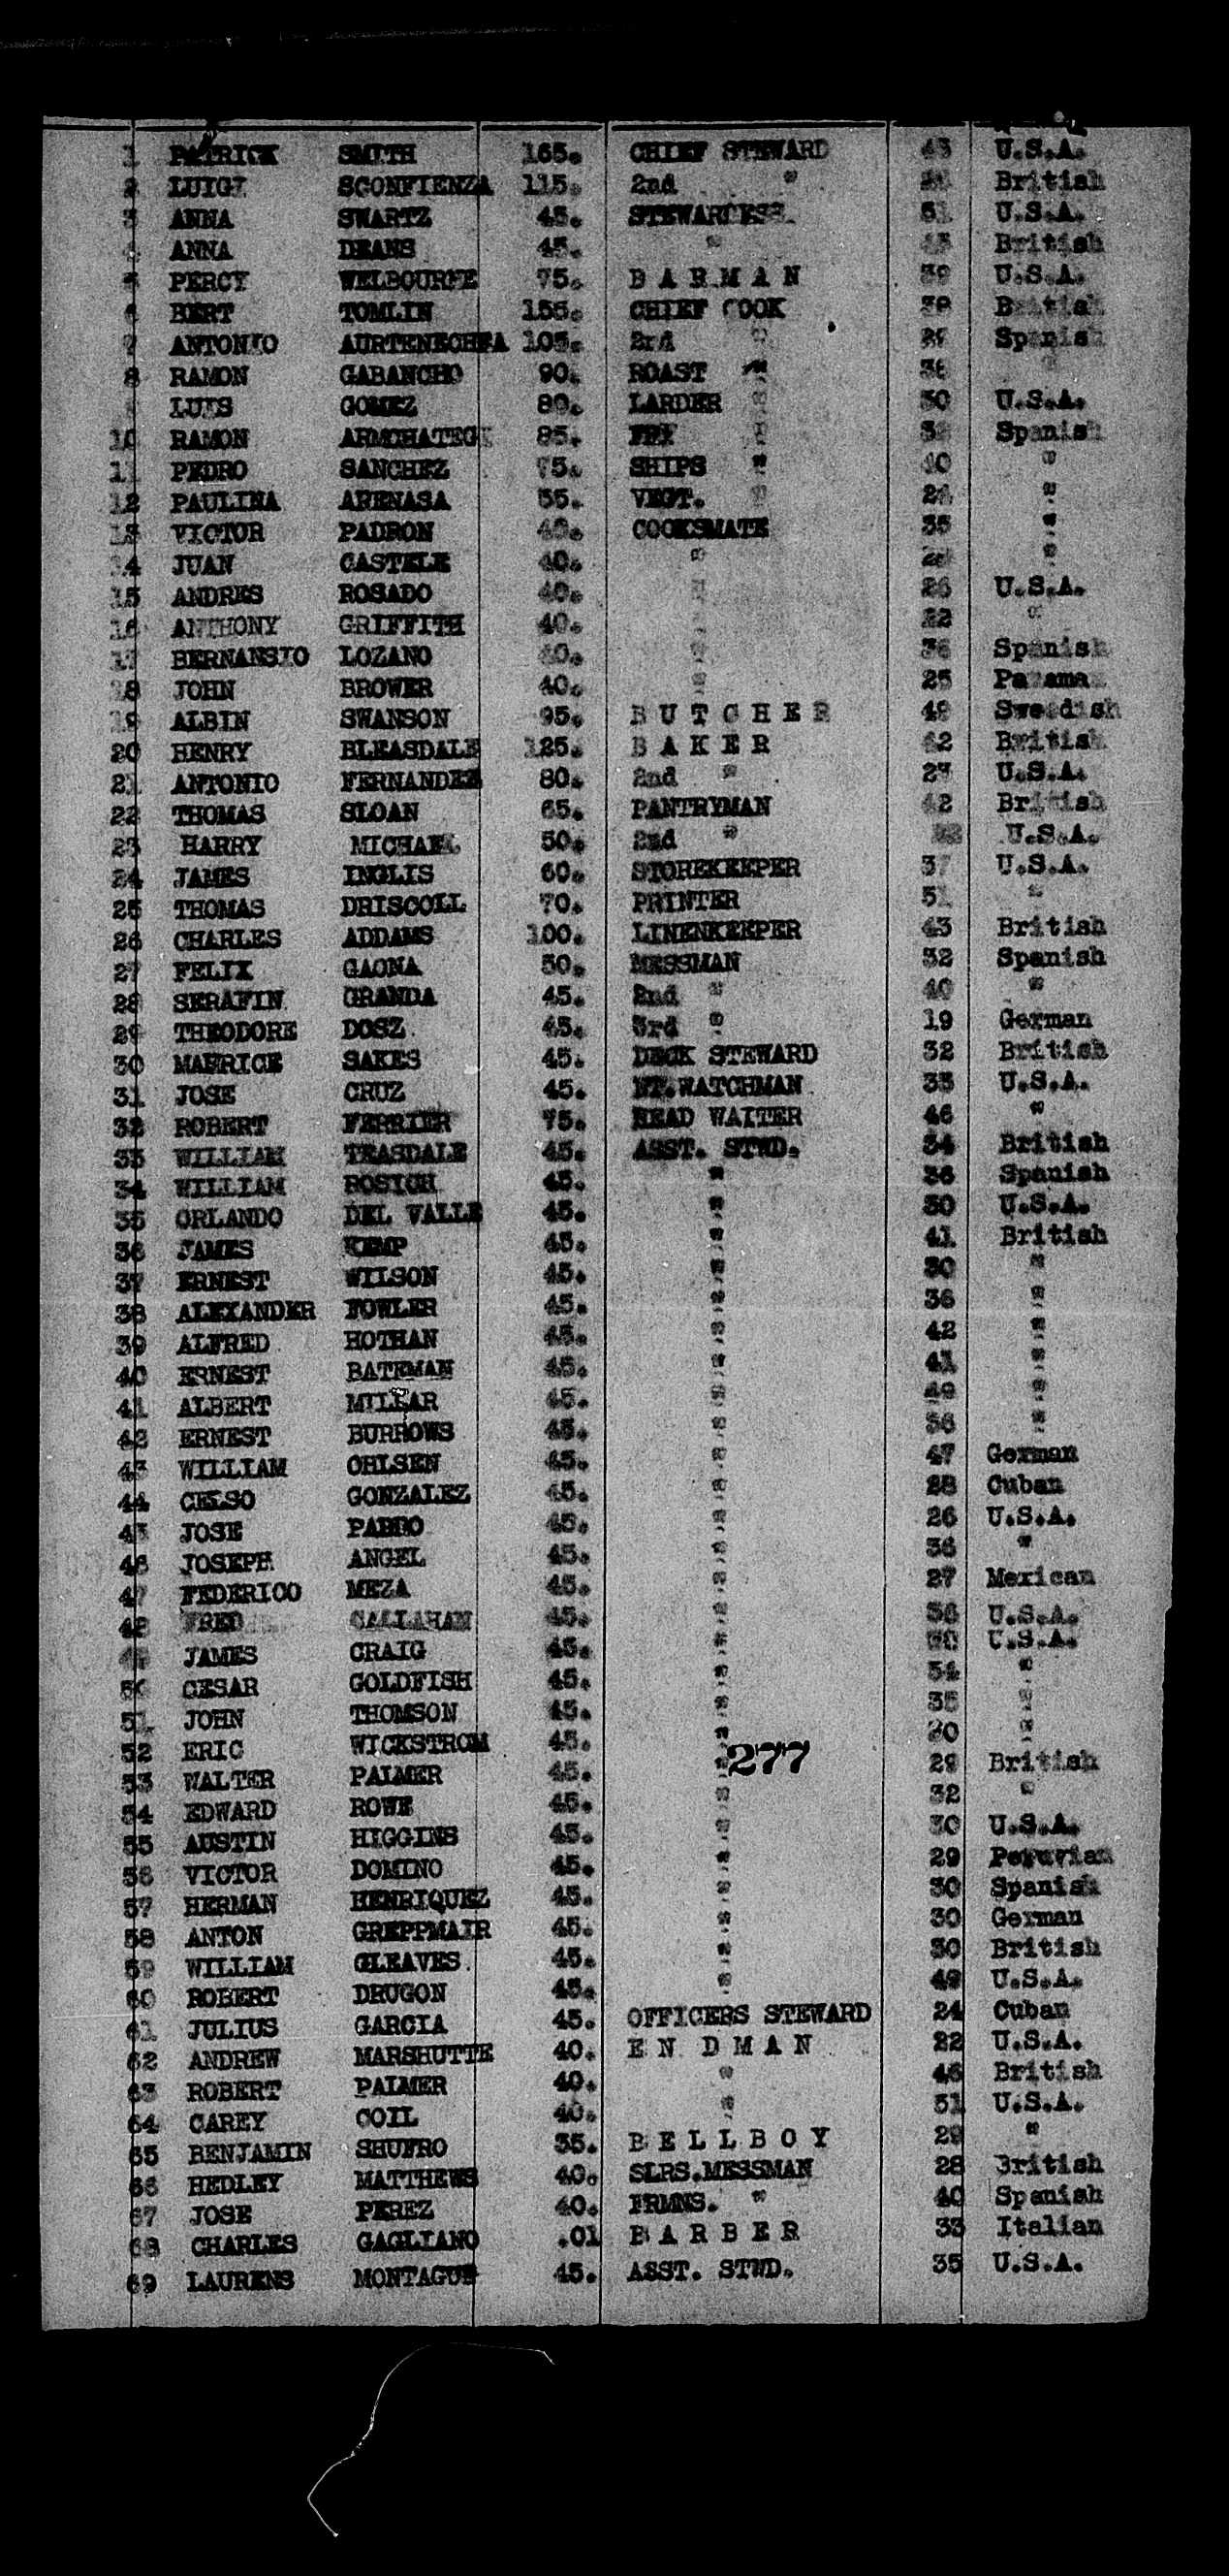 1 PATRICK SMITH 165. CHIEF STEWARD 45 U.S.A.
2 LUIGI SCONFIENZA 115. 2nd " British
3 ANNA SWARTZ 45. STEWARDESS. 51 U.S.A.
4 ANNA DEANS 45. " 45 British
5 PERCY WELBOURNE 75. BARMAN 39 U.S.A.
6 BERT TOMLIN 155. CHIEF COOK 39 British
7 ANTONIO AURTENECHEA 105. " Spanish
8 RAMON GABANCHO 90. ROAST " 36 "
9 LUIS GOMEZ 80. LARDER " 50 U.S.A.
10 RAMON 85. FRY " Spanish
11 PEDRO SANCHEZ 75. SHIPS " 40 "
12 PAULINA ARENASA 55. VEGT. " 24 "
13 VICTOR PADRON 40. COOKSMATE 35 "
14 JUAN CASTELE 40. " "
15 ANDRES ROSADO 40. " 26 U.S.A.
16 ANTHONY GRIFFITH 40. " 22 "
17 BERNANSIO LOZANO 40. " 36 Spanish
18 JOHN BROWER 40. " 25 Panama
19 ALBIN SWANSON 95. BUTCHER 49 Sweedish
20 HENRY BLEASDALE 125. BAKER 42 British
21 ANTONIO FERNANDEZ 80. 2nd " 27 U.S.A.
22 THOMAS SLOAN 65. PANTRYMAN 42 British
23 HARRY MICHAEL 50. 2nd " U.S.A.
24 JAMES INGLIS 60. STOREKEEPER 37 U.S.A.
25 THOMAS DRISCOLL 70. PRINTER 51 "
26 CHARLES ADDAMS 100. LINENKEEPER 43 British
27 FELIX GAONA 50. MESSMAN 32 Spanish
28 SERAFIN GRANDA 45. 2nd " 40 "
29 THEODORE DOSZ 45. 3rd " 19 German
30 MAURICE SAKES 45. DECK STEWARD 32 British
31 JOSE CRUZ 45. NT.WATCHMAN 33 U.S.A.
32 ROBERT FERRIER 75. HEAD WAITER 46 "
33 WILLIAM TEASDALE 45. ASST. STWD. 34 British
34 WILLIAM ROSICH 45. " 36 Spanish
35 ORLANDO DEL VALLE 45. " 30 U.S.A.
36 JAMES KEMP 45. " 41 British
37 ERNEST WILSON 45. " 30 "
38 ALEXANDER FOWLER 45. " 36 "
39 ALFRED HOTHAN 45. " 42 "
40 ERNEST BATEMAN 45. " 41 "
41 ALBERT MILLAR 45. " 49 "
42 ERNEST BURROWS 45. " 36 "
43 WILLIAM OHLSEN 45. " 47 German
44 CELSO GONZALEZ 45. " 28 Cuban
45 JOSE PARDO 45. " 26 U.S.A.
46 JOSEPH ANGEL 45. " 36 "
47 FEDERICO MEZA 45. " 27 Mexican
48 FRED CALLAHAN 45. " 36 U.S.A.
49 JAMES CRAIG 45. " U.S.A.
50 CESAR GOLDFISH 45. " 54 "
51 JOHN THOMSON 45. " 35 "
52 ERIC WICKSTROM 45. " 30 "
277
53 WALTER PALMER 45. " 29 British
54 EDWARD ROWE 45. " 32 "
55 AUSTIN HIGGINS 45. " 30 U.S.A.
56 VICTOR DOMINO 45. " 29 Peruvian
57 HERMAN HENRIQUEZ 45. " 30 Spanish
58 ANTON GREPPMAIR 45. " 30 German
59 WILLIAM GLEAVES 45. " 30 British
60 ROBERT DRUGON 45. " 49 U.S.A.
61 JULIUS GARCIA 45. OFFICERS STEWARD 24 Cuban
62 ANDREW MARSHUTTE 40. ENDMAN 22 U.S.A.
63 ROBERT PALMER 40. " 46 British
64 CAREY COIL 40. " 51 U.S.A.
65 BENJAMIN SHUFRO 35. BELLBOY 29 "
66 HEDLEY MATTHEWS 40. SLRS.MESSMAN 28 British
67 JOSE PEREZ 40. FRMNS. " 40 Spanish
68 CHARLES GAGLIANO .01 BARBER 33 Italian
69 LAURENS MONTAGUE 45. ASST. STWD. 35 U.S.A.